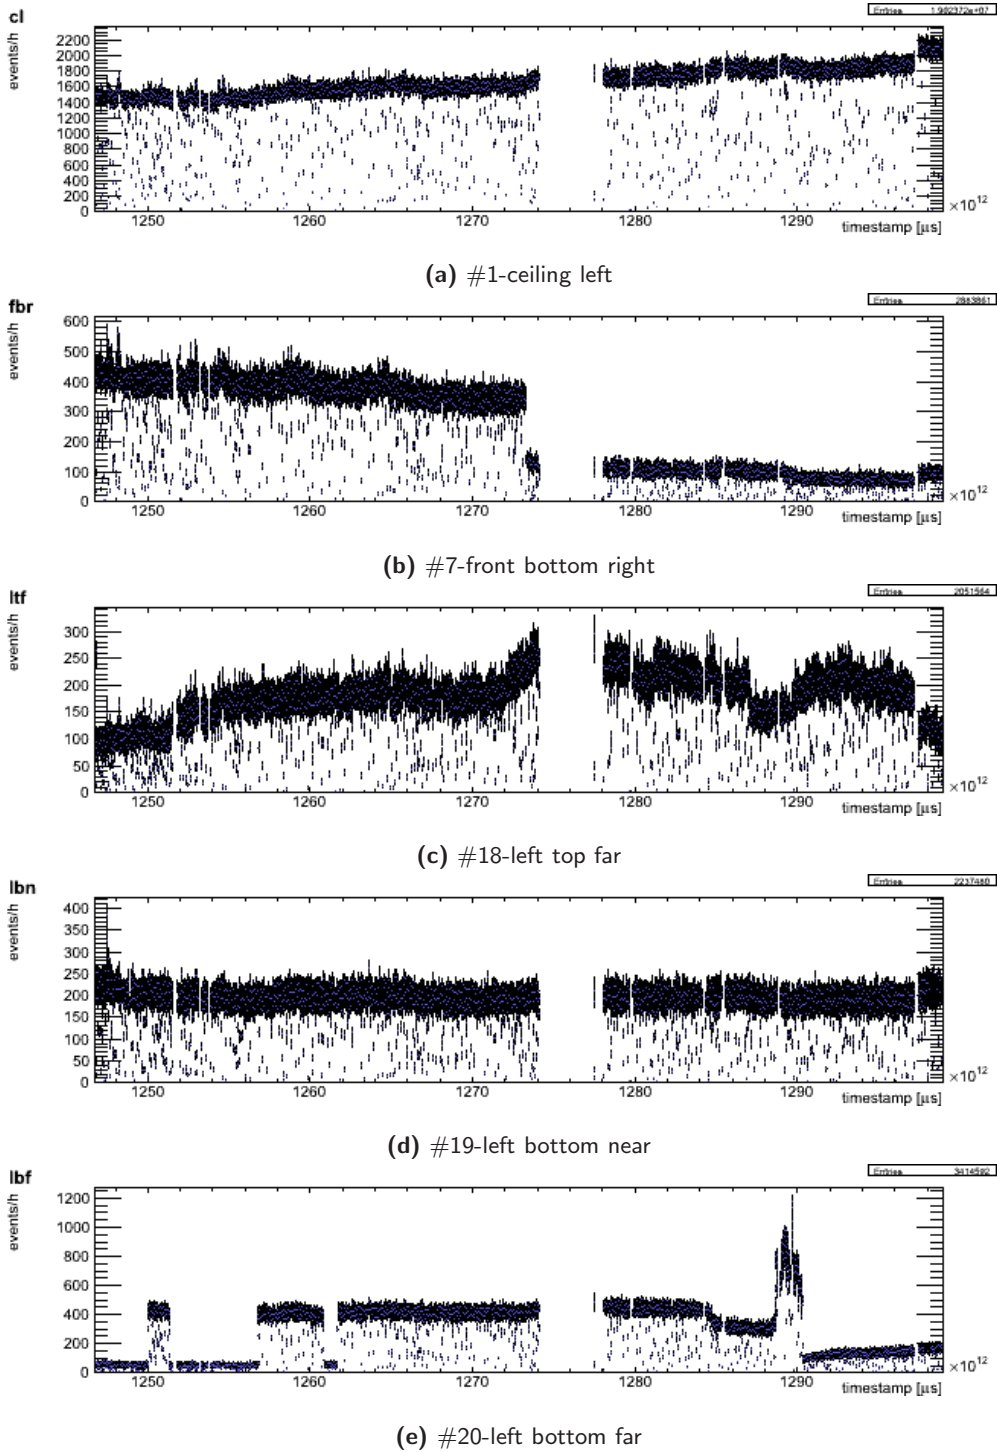 cl
Entries 1.902372e+07
events/h
2200
2000
1800
1600
1400
1200
1000
800
600
400
200
0
1250 1260 1270 1280 1290
×10¹²
timestamp [μs]
(a) #1-ceiling left
fbr
Entries 2883861
events/h
600
500
400
300
200
100
0
1250 1260 1270 1280 1290
×10¹²
timestamp [μs]
(b) #7-front bottom right
ltf
Entries 2051564
events/h
300
250
200
150
100
50
0
1250 1260 1270 1280 1290
×10¹²
timestamp [μs]
(c) #18-left top far
lbn
Entries 2237480
events/h
400
350
300
250
200
150
100
50
0
1250 1260 1270 1280 1290
×10¹²
timestamp [μs]
(d) #19-left bottom near
lbf
Entries 3414592
events/h
1200
1000
800
600
400
200
0
1250 1260 1270 1280 1290
×10¹²
timestamp [μs]
(e) #20-left bottom far